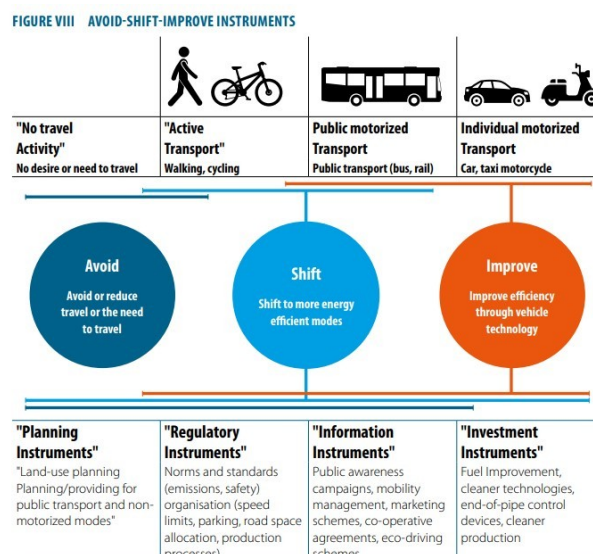 FIGURE VIII AVOID-SHIFT-IMPROVE INSTRUMENTS
"No travel
Activity"
No desire or need to travel
"Active
Transport"
Walking, cycling
Public motorized
Transport
Public transport (bus, rail)
Individual motorized
Transport
Car, taxi motorcycle
Avoid
Avoid or reduce
travel or the need
to travel
Shift
Shift to more energy
efficient modes
Improve
Improve efficiency
through vehicle
technology
"Planning
Instruments"
"Land-use planning
Planning/providing for
public transport and non-
motorized modes"
"Regulatory
Instruments"
Norms and standards
(emissions, safety)
organisation (speed
limits, parking, road space
allocation, production
processes)
"Information
Instruments"
Public awareness
campaigns, mobility
management, marketing
schemes, co-operative
agreements, eco-driving
schemes
"Investment
Instruments"
Fuel Improvement,
cleaner technologies,
end-of-pipe control
devices, cleaner
production